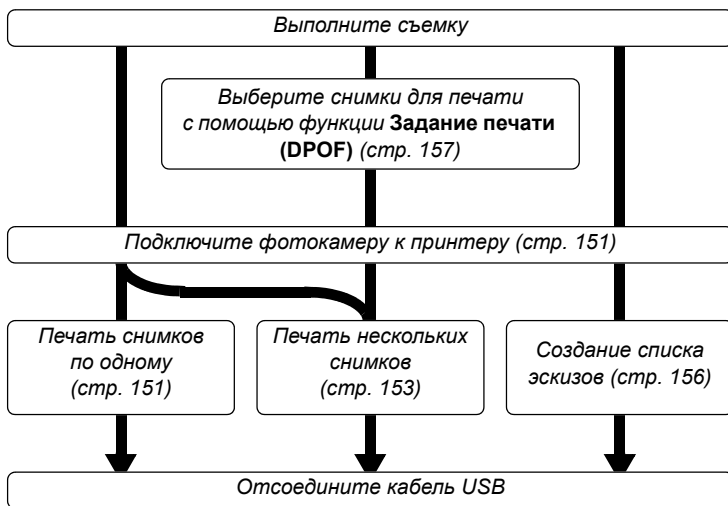 Выполните съемку
Выберите снимки для печати
с помощью функции Задание печати
(DPOF) (стр. 157)
Подключите фотокамеру к принтеру (стр. 151)
Печать снимков
по одному
(стр. 151)
Печать нескольких
снимков
(стр. 153)
Создание списка
эскизов (стр. 156)
Отсоедините кабель USB